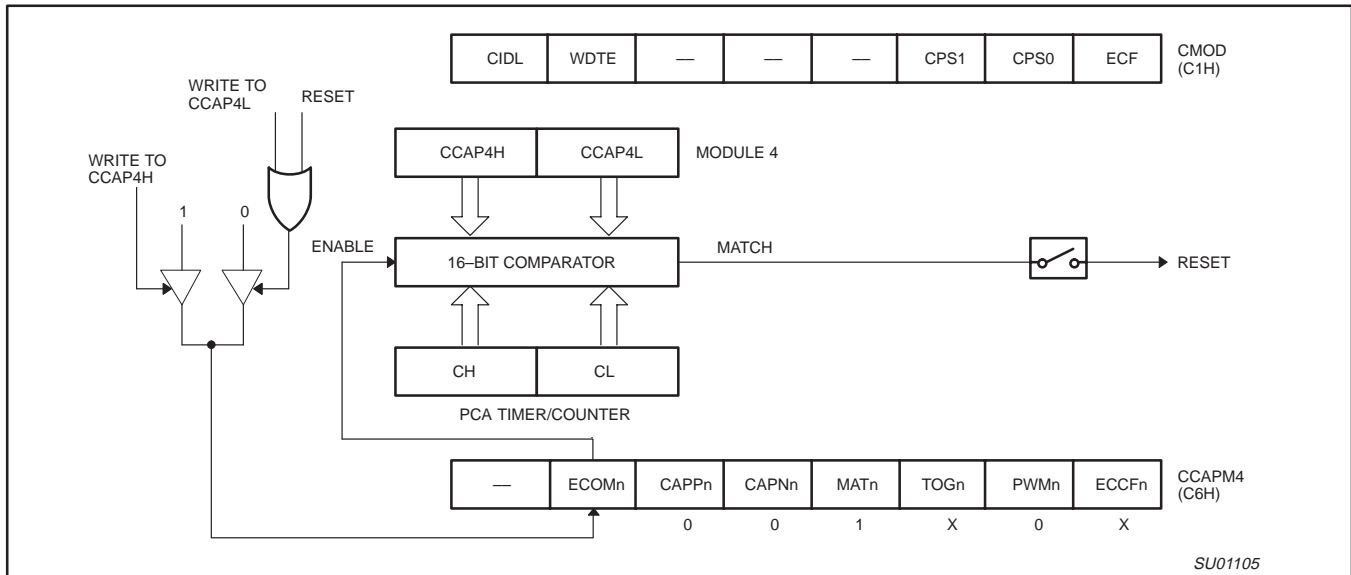 CIDL WDTE –– –– –– CPS1 CPS0 ECF CMOD
(C1H)
WRITE TO
CCAP4L RESET
CCAP4H CCAP4L MODULE 4
WRITE TO
CCAP4H
1 0
ENABLE 16–BIT COMPARATOR MATCH RESET
CH CL
PCA TIMER/COUNTER
–– ECOMn CAPPn CAPNn MATn TOGn PWMn ECCFn CCAPM4
(C6H)
0 0 1 X 0 X
SU01105